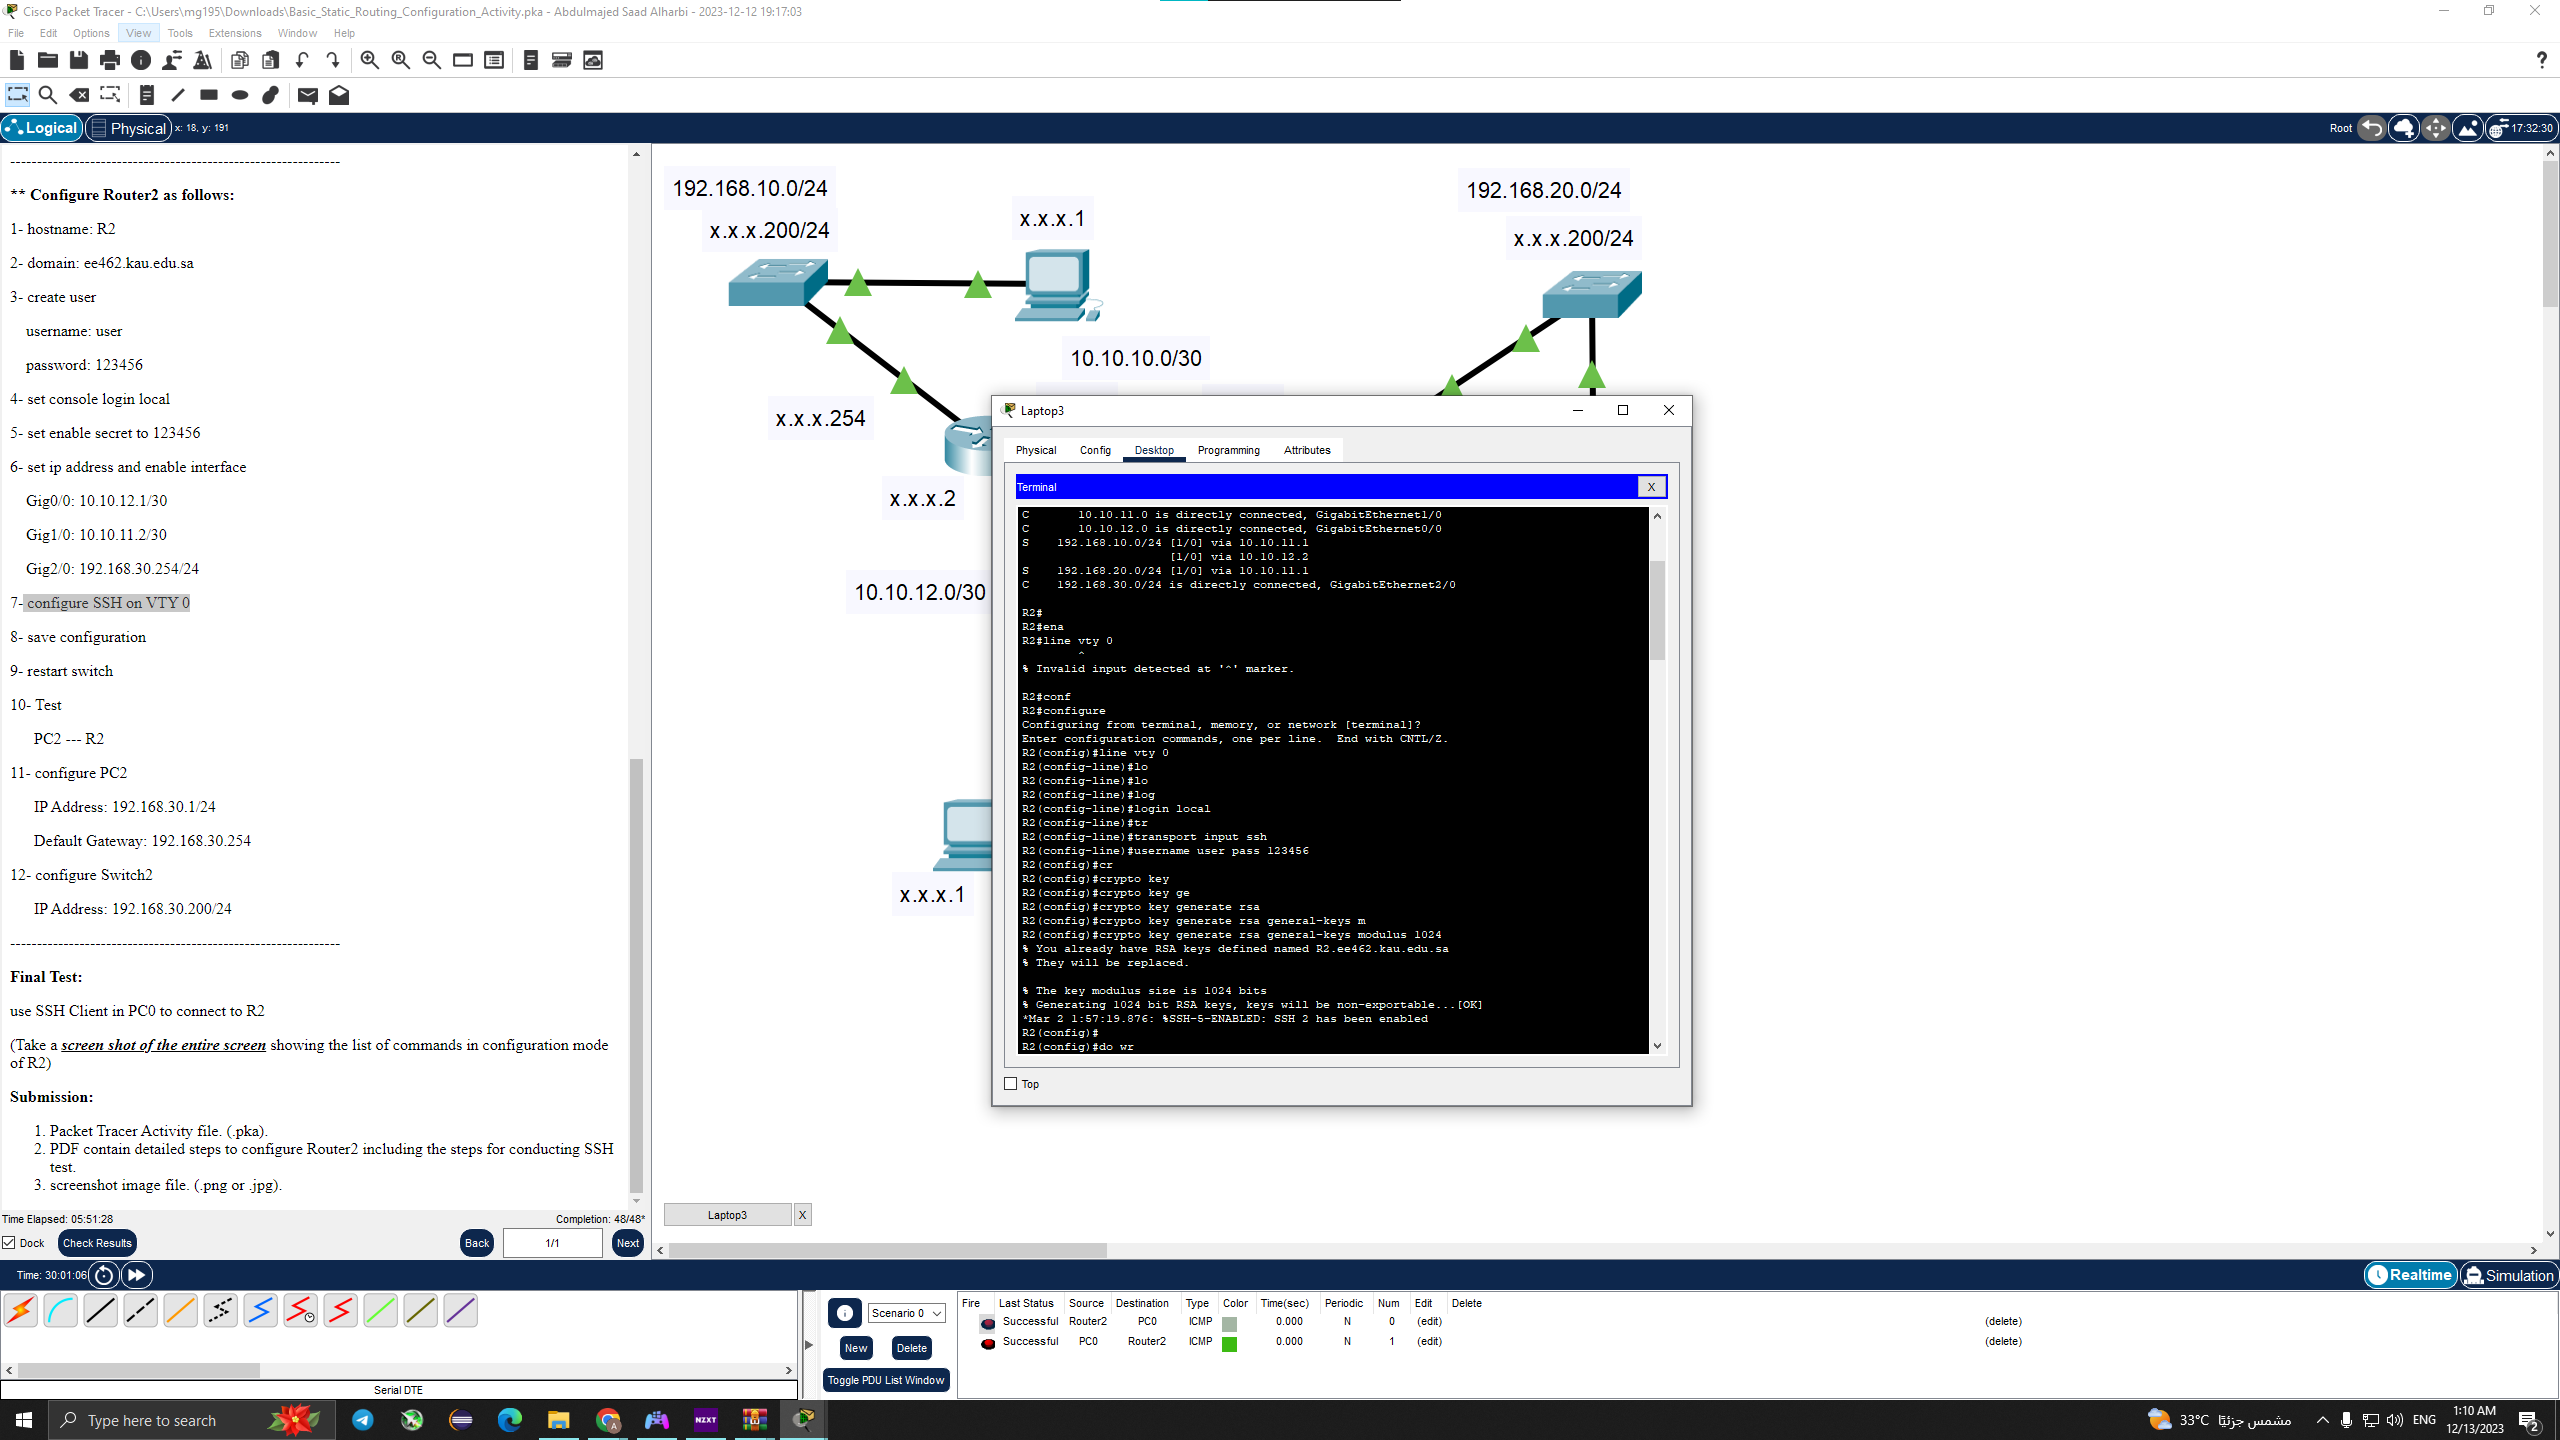 Cisco Packet Tracer - C:\Users\mg195\Downloads\Basic_Static_Routing_Configuration_Activity.pka - Abdulmajed Saad Alharbi - 2023-12-12 19:17:03
File Edit Options View Tools Extensions Window Help
?
Logical Physical x: 18, y: 191
Root 17:32:30
--------------------------------------------------------------
** Configure Router2 as follows:
1- hostname: R2
2- domain: ee462.kau.edu.sa
3- create user
username: user
password: 123456
4- set console login local
5- set enable secret to 123456
6- set ip address and enable interface
Gig0/0: 10.10.12.1/30
Gig1/0: 10.10.11.2/30
Gig2/0: 192.168.30.254/24
7- configure SSH on VTY 0
8- save configuration
9- restart switch
10- Test
PC2 --- R2
11- configure PC2
IP Address: 192.168.30.1/24
Default Gateway: 192.168.30.254
12- configure Switch2
IP Address: 192.168.30.200/24
--------------------------------------------------------------
Final Test:
use SSH Client in PC0 to connect to R2
(Take a screen shot of the entire screen showing the list of commands in configuration mode
of R2)
Submission:
1. Packet Tracer Activity file. (.pka).
2. PDF contain detailed steps to configure Router2 including the steps for conducting SSH
test.
3. screenshot image file. (.png or .jpg).
Time Elapsed: 05:51:28 Completion: 48/48*
Dock Check Results Back 1/1 Next
192.168.10.0/24
x.x.x.200/24
x.x.x.1
192.168.20.0/24
x.x.x.200/24
10.10.10.0/30
x.x.x.254
x.x.x.2
10.10.12.0/30
x.x.x.1
Laptop3
Physical Config Desktop Programming Attributes
Terminal X
C 10.10.11.0 is directly connected, GigabitEthernet1/0
C 10.10.12.0 is directly connected, GigabitEthernet0/0
S 192.168.10.0/24 [1/0] via 10.10.11.1
[1/0] via 10.10.12.2
S 192.168.20.0/24 [1/0] via 10.10.11.1
C 192.168.30.0/24 is directly connected, GigabitEthernet2/0
R2#
R2#ena
R2#line vty 0
^
% Invalid input detected at '^' marker.
R2#conf
R2#configure
Configuring from terminal, memory, or network [terminal]?
Enter configuration commands, one per line. End with CNTL/Z.
R2(config)#line vty 0
R2(config-line)#lo
R2(config-line)#lo
R2(config-line)#log
R2(config-line)#login local
R2(config-line)#tr
R2(config-line)#transport input ssh
R2(config-line)#username user pass 123456
R2(config)#cr
R2(config)#crypto key
R2(config)#crypto key ge
R2(config)#crypto key generate rsa
R2(config)#crypto key generate rsa general-keys m
R2(config)#crypto key generate rsa general-keys modulus 1024
% You already have RSA keys defined named R2.ee462.kau.edu.sa
% They will be replaced.
% The key modulus size is 1024 bits
% Generating 1024 bit RSA keys, keys will be non-exportable...[OK]
*Mar 2 1:57:19.876: %SSH-5-ENABLED: SSH 2 has been enabled
R2(config)#
R2(config)#do wr
Top
Laptop3 X
Time: 30:01:06
Realtime Simulation
Serial DTE
Scenario 0
New Delete
Toggle PDU List Window
Fire Last Status Source Destination Type Color Time(sec) Periodic Num Edit Delete
Successful Router2 PC0 ICMP 0.000 N 0 (edit) (delete)
Successful PC0 Router2 ICMP 0.000 N 1 (edit) (delete)
Type here to search
NZXT
33°C مشمس جزئيًا
ENG
1:10 AM
12/13/2023
2